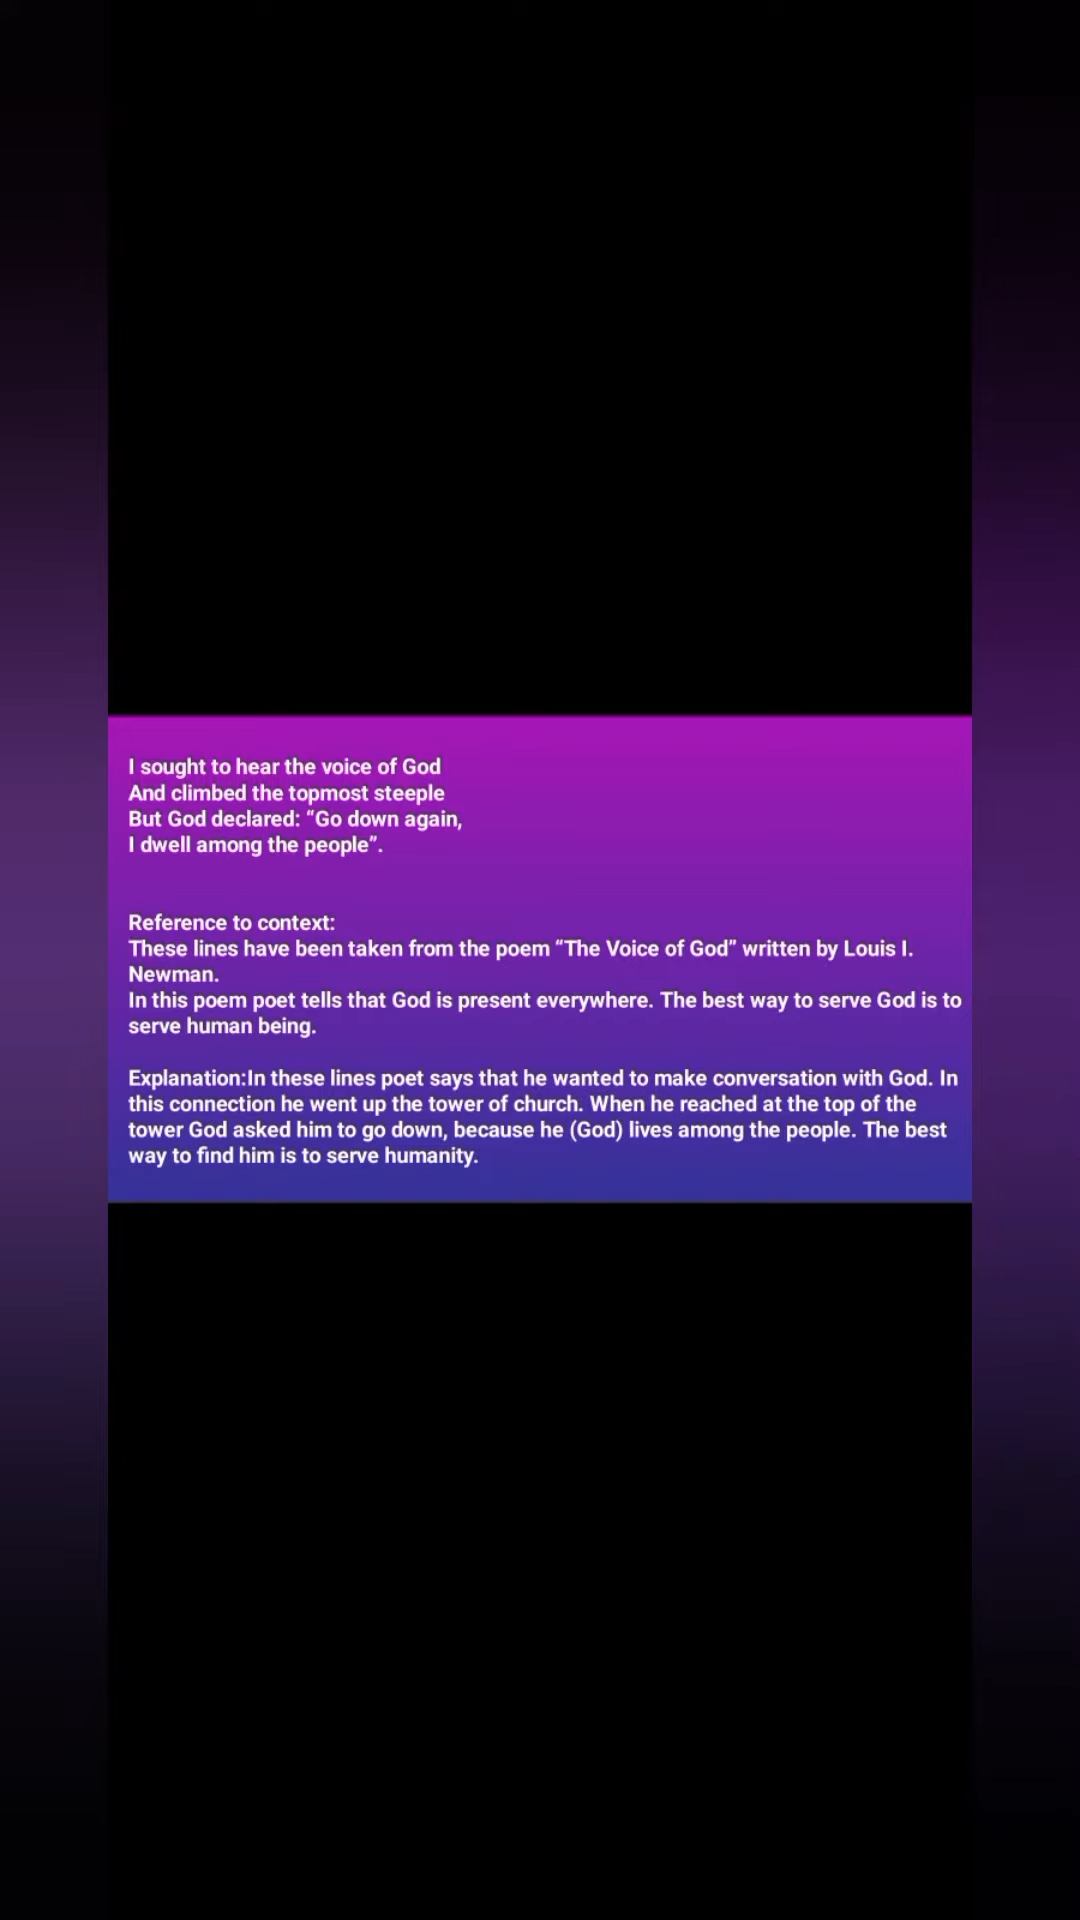 I sought to hear the voice of God
And climbed the topmost steeple
But God declared: “Go down again,
I dwell among the people”.
Reference to context:
These lines have been taken from the poem “The Voice of God” written by Louis I.
Newman.
In this poem poet tells that God is present everywhere. The best way to serve God is to
serve human being.
Explanation:In these lines poet says that he wanted to make conversation with God. In
this connection he went up the tower of church. When he reached at the top of the
tower God asked him to go down, because he (God) lives among the people. The best
way to find him is to serve humanity.